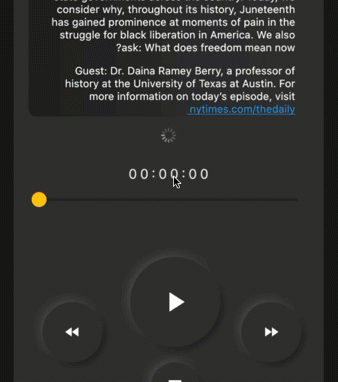 consider why, throughout its history, Juneteenth
has gained prominence at moments of pain in the
struggle for black liberation in America. We also
?ask: What does freedom mean now
Guest: Dr. Daina Ramey Berry, a professor of
history at the University of Texas at Austin. For
more information on today's episode, visit
nytimes.com/thedaily
00:00:00